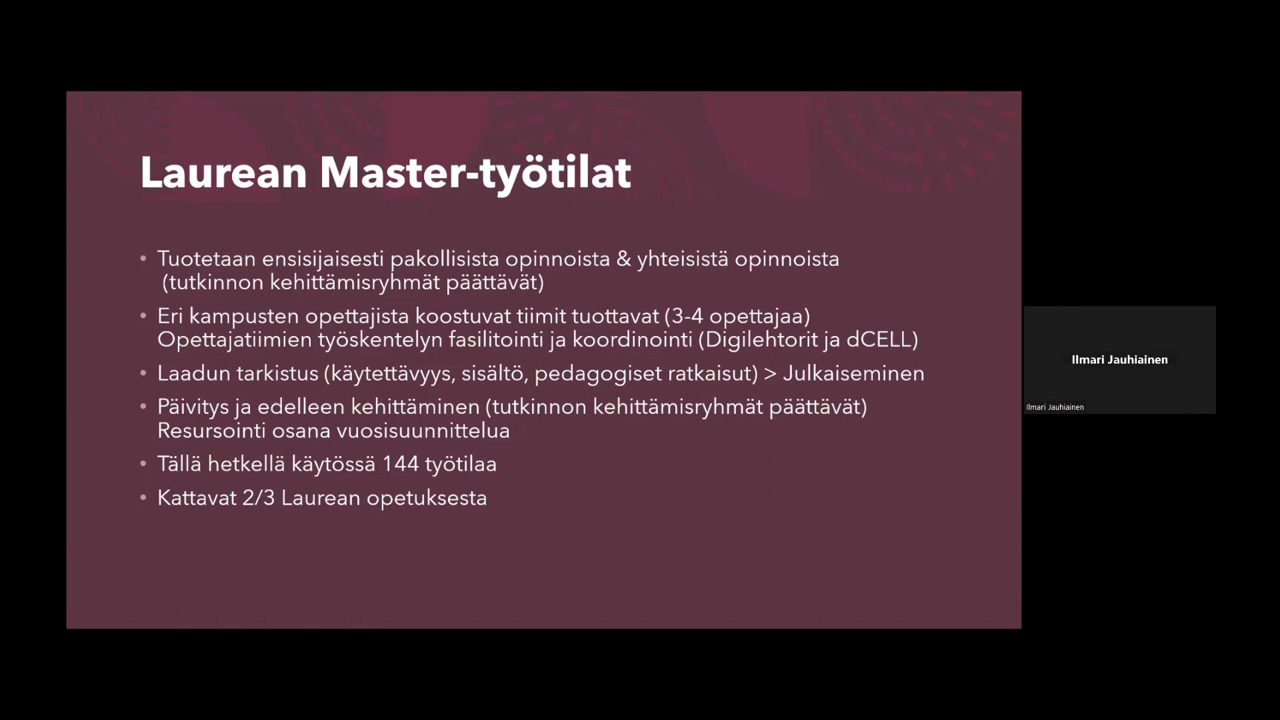 Laurean Master-työtilat
• Tuotetaan ensisijaisesti pakollisista opinnoista & yhteisistä opinnoista
(tutkinnon kehittämisryhmät päättävät)
• Eri kampusten opettajista koostuvat tiimit tuottavat (3-4 opettajaa)
Opettajatiimien työskentelyn fasilitointi ja koordinointi (Digilehtorit ja dCELL)
• Laadun tarkistus (käytettävyys, sisältö, pedagogiset ratkaisut) > Julkaiseminen
• Päivitys ja edelleen kehittäminen (tutkinnon kehittämisryhmät päättävät)
Resursointi osana vuosisuunnittelua
• Tällä hetkellä käytössä 144 työtilaa
• Kattavat 2/3 Laurean opetuksesta
Ilmari Jauhiainen
Ilmari Jauhiainen